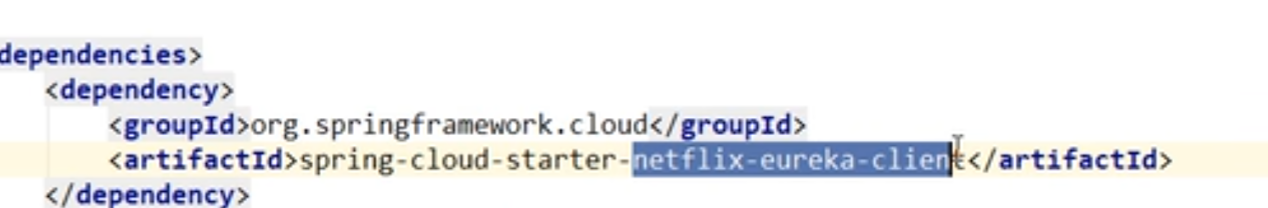 dependencies>
<dependency>
<groupId>org.springframework.cloud</groupId>
<artifactId>spring-cloud-starter-netflix-eureka-client</artifactId>
</dependency>